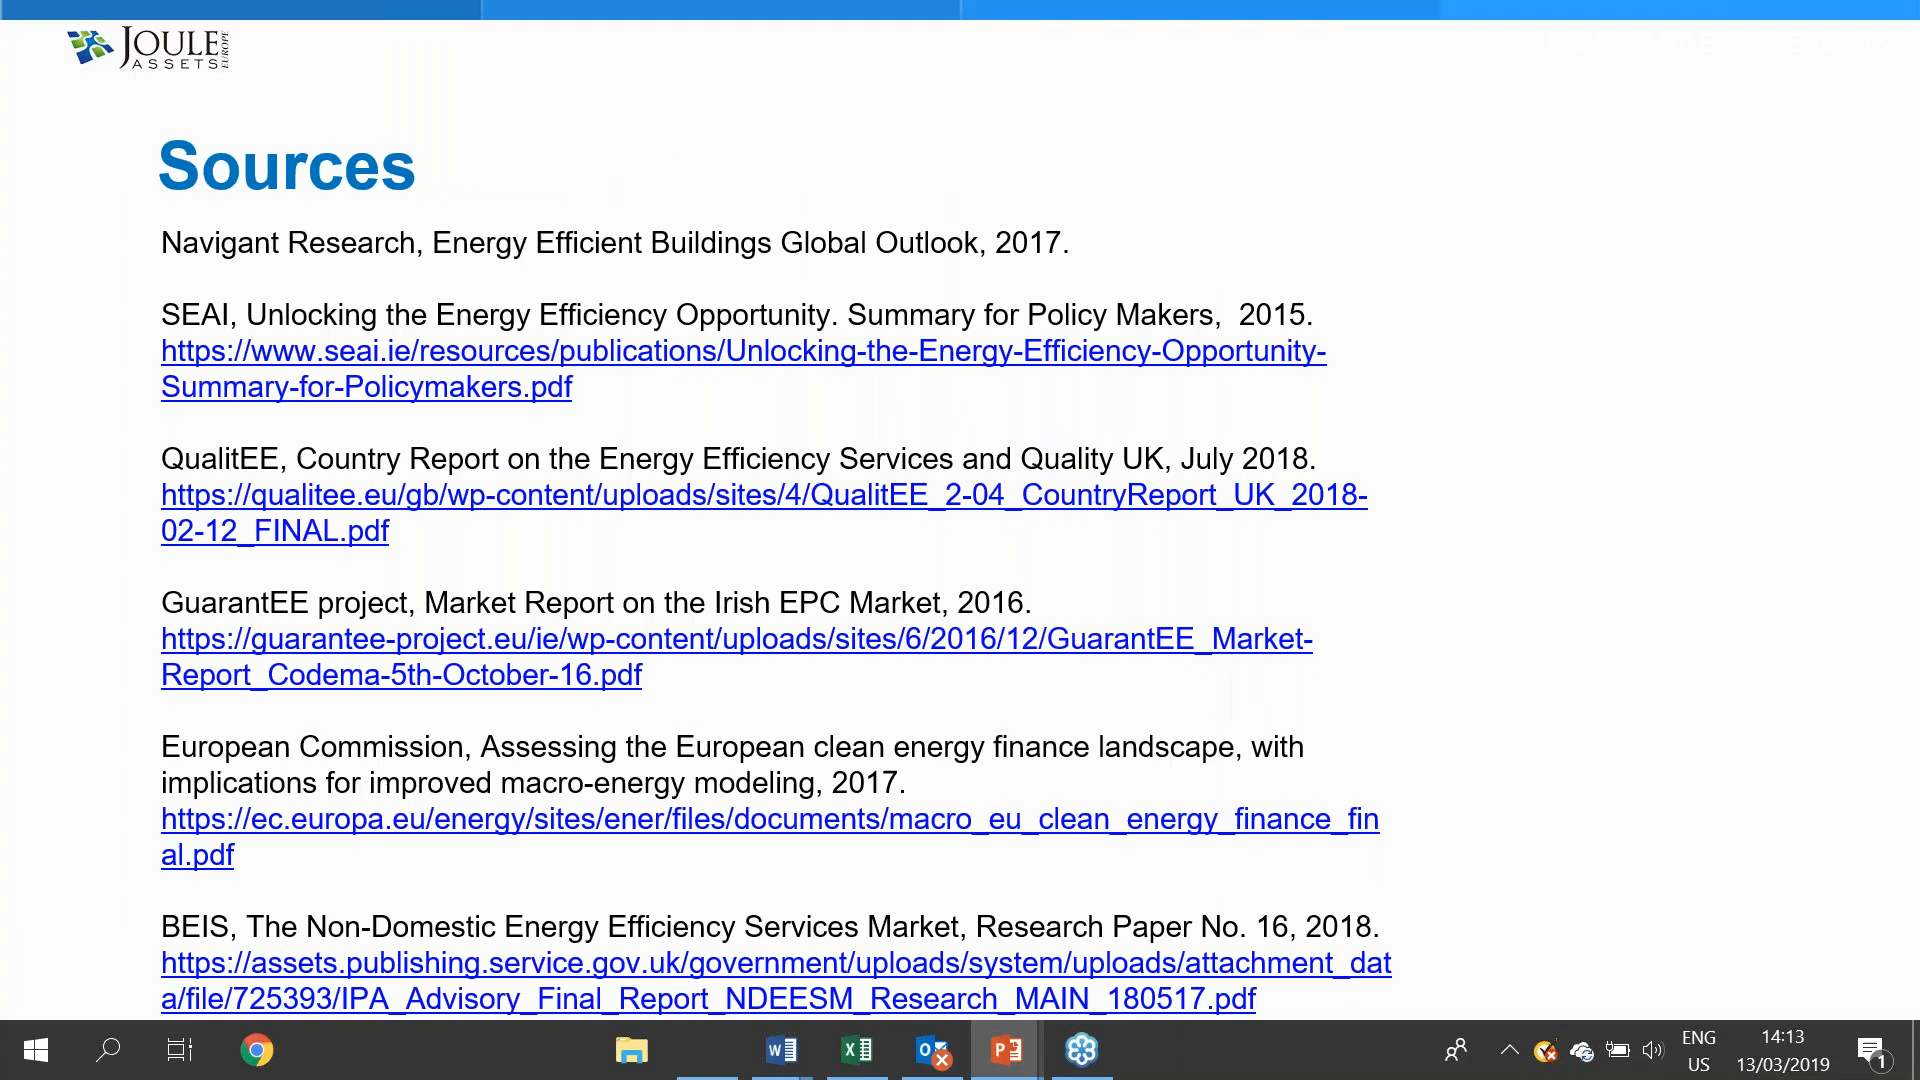 JOULE
ASSETS
EUROPE
Sources
Navigant Research, Energy Efficient Buildings Global Outlook, 2017.
SEAI, Unlocking the Energy Efficiency Opportunity. Summary for Policy Makers,  2015.
https://www.seai.ie/resources/publications/Unlocking-the-Energy-Efficiency-Opportunity-
Summary-for-Policymakers.pdf
QualitEE, Country Report on the Energy Efficiency Services and Quality UK, July 2018.
https://qualitee.eu/gb/wp-content/uploads/sites/4/QualitEE_2-04_CountryReport_UK_2018-
02-12_FINAL.pdf
GuarantEE project, Market Report on the Irish EPC Market, 2016.
https://guarantee-project.eu/ie/wp-content/uploads/sites/6/2016/12/GuarantEE_Market-
Report_Codema-5th-October-16.pdf
European Commission, Assessing the European clean energy finance landscape, with
implications for improved macro-energy modeling, 2017.
https://ec.europa.eu/energy/sites/ener/files/documents/macro_eu_clean_energy_finance_fin
al.pdf
BEIS, The Non-Domestic Energy Efficiency Services Market, Research Paper No. 16, 2018.
https://assets.publishing.service.gov.uk/government/uploads/system/uploads/attachment_dat
a/file/725393/IPA_Advisory_Final_Report_NDEESM_Research_MAIN_180517.pdf
ENG
US
14:13
13/03/2019
1